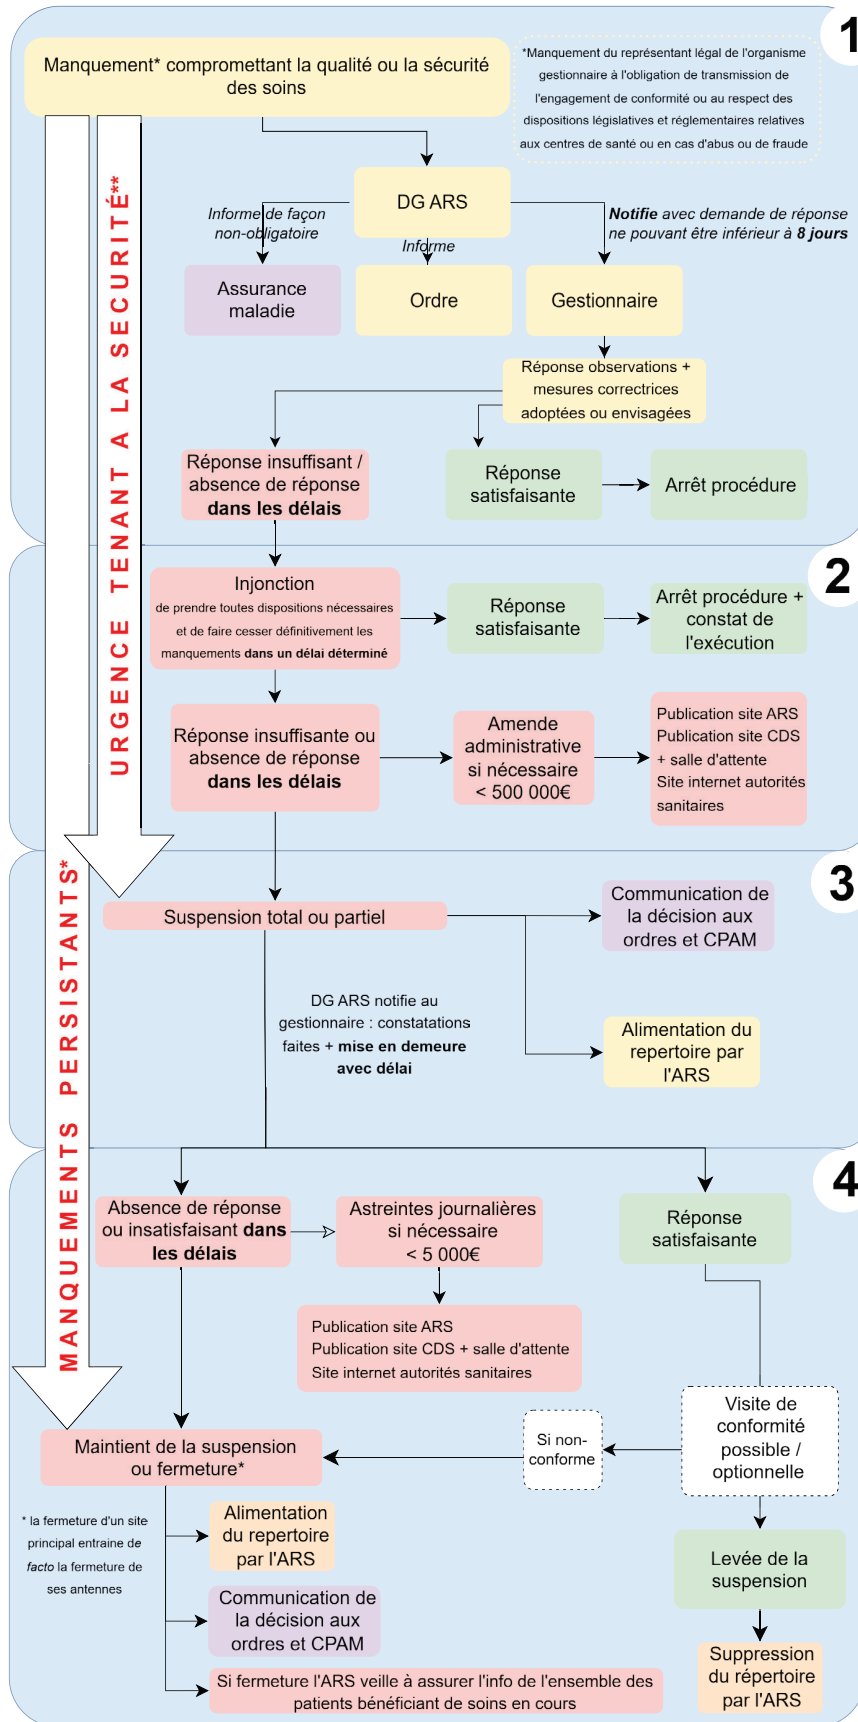 1
Manquement* compromettant la qualité ou la sécurité
des soins
*Manquement du représentant légal de l'organisme
gestionnaire à l'obligation de transmission de
l'engagement de conformité ou au respect des
dispositions législatives et réglementaires relatives
aux centres de santé ou en cas d'abus ou de fraude
URGENCE TENANT A LA SECURITÉ**
MANQUEMENTS PERSISTANTS*
DG ARS
Informe de façon
non-obligatoire
Informe
Notifie avec demande de réponse
ne pouvant être inférieur à 8 jours
Assurance
maladie
Ordre
Gestionnaire
Réponse observations +
mesures correctrices
adoptées ou envisagées
Réponse insuffisant /
absence de réponse
dans les délais
Réponse
satisfaisante
Arrêt procédure
2
Injonction
de prendre toutes dispositions nécessaires
et de faire cesser définitivement les
manquements dans un délai déterminé
Réponse
satisfaisante
Arrêt procédure +
constat de
l'exécution
Réponse insuffisante ou
absence de réponse
dans les délais
Amende
administrative
si nécessaire
< 500 000€
Publication site ARS
Publication site CDS
+ salle d'attente
Site internet autorités
sanitaires
3
Suspension total ou partiel
Communication de
la décision aux
ordres et CPAM
DG ARS notifie au
gestionnaire : constatations
faites + mise en demeure
avec délai
Alimentation du
repertoire par
l'ARS
4
Absence de réponse
ou insatisfaisant dans
les délais
Astreintes journalières
si nécessaire
< 5 000€
Réponse
satisfaisante
Publication site ARS
Publication site CDS + salle d'attente
Site internet autorités sanitaires
Visite de
conformité
possible /
optionnelle
Si non-
conforme
Maintient de la suspension
ou fermeture*
* la fermeture d'un site
principal entraine de
facto la fermeture de
ses antennes
Alimentation
du repertoire
par l'ARS
Levée de la
suspension
Communication de
la décision aux
ordres et CPAM
Suppression
du répertoire
par l'ARS
Si fermeture l'ARS veille à assurer l'info de l'ensemble des
patients bénéficiant de soins en cours